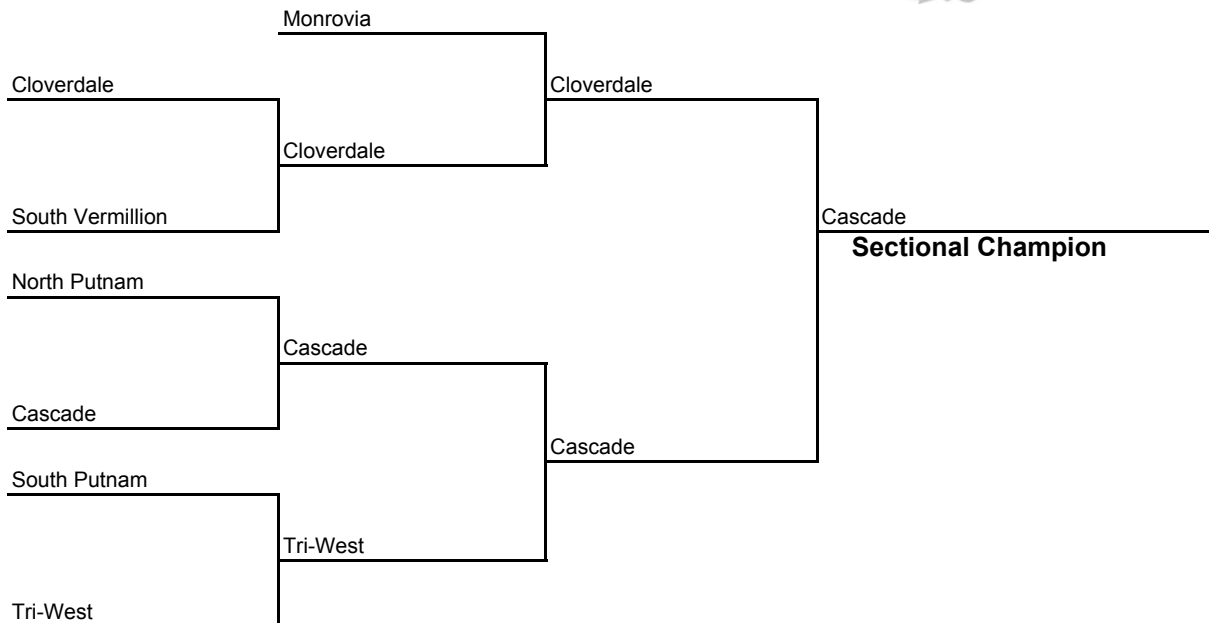 Monrovia
Cloverdale
Cloverdale
Cloverdale
South Vermillion
Cascade
Sectional Champion
North Putnam
Cascade
Cascade
Cascade
South Putnam
Tri-West
Tri-West